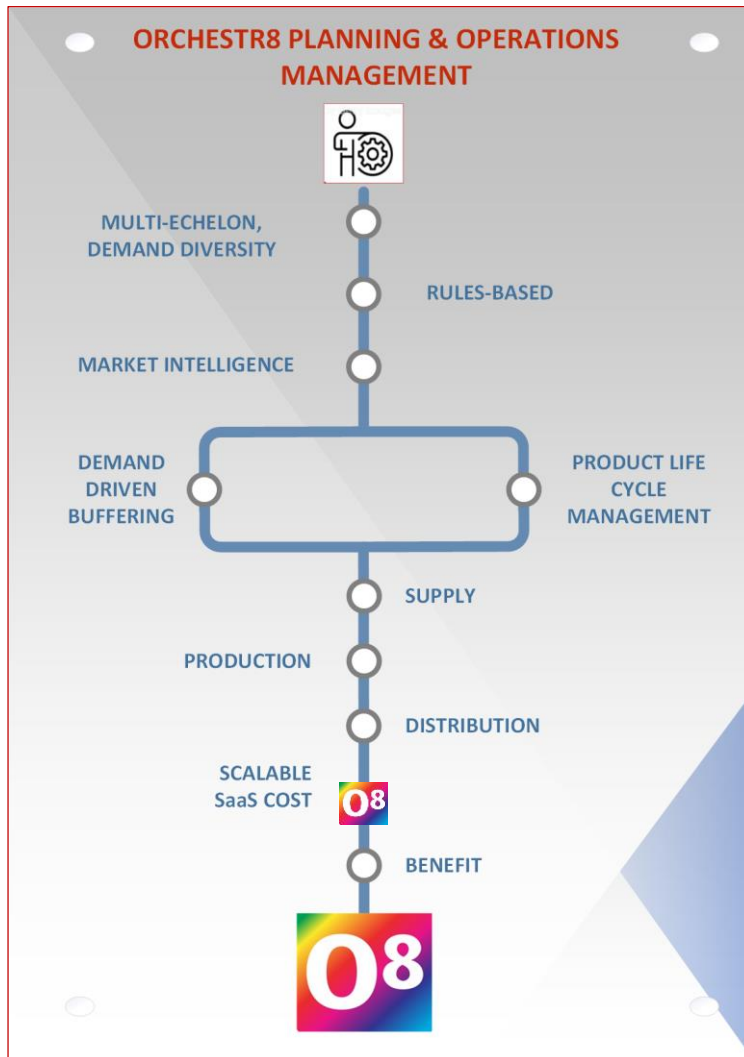 ORCHESTR8 PLANNING & OPERATIONS
MANAGEMENT
MULTI-ECHELON,
DEMAND DIVERSITY
RULES-BASED
MARKET INTELLIGENCE
DEMAND
DRIVEN
BUFFERING
PRODUCT LIFE
CYCLE
MANAGEMENT
SUPPLY
PRODUCTION
DISTRIBUTION
SCALABLE
SaaS COST
O8
BENEFIT
O8